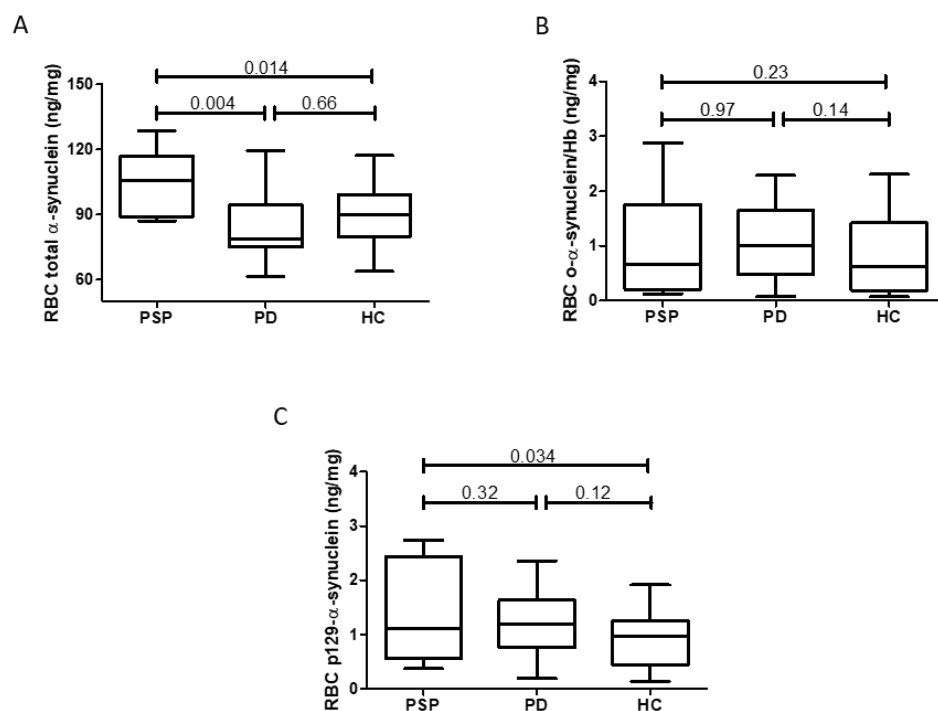 A
RBC total α-synuclein (ng/mg)
150
120
90
60
0.014
0.004
0.66
PSP
PD
HC
B
RBC o-α-synuclein/Hb (ng/mg)
4
3
2
1
0
0.23
0.97
0.14
PSP
PD
HC
C
RBC p129-α-synuclein (ng/mg)
4
3
2
1
0
0.034
0.32
0.12
PSP
PD
HC